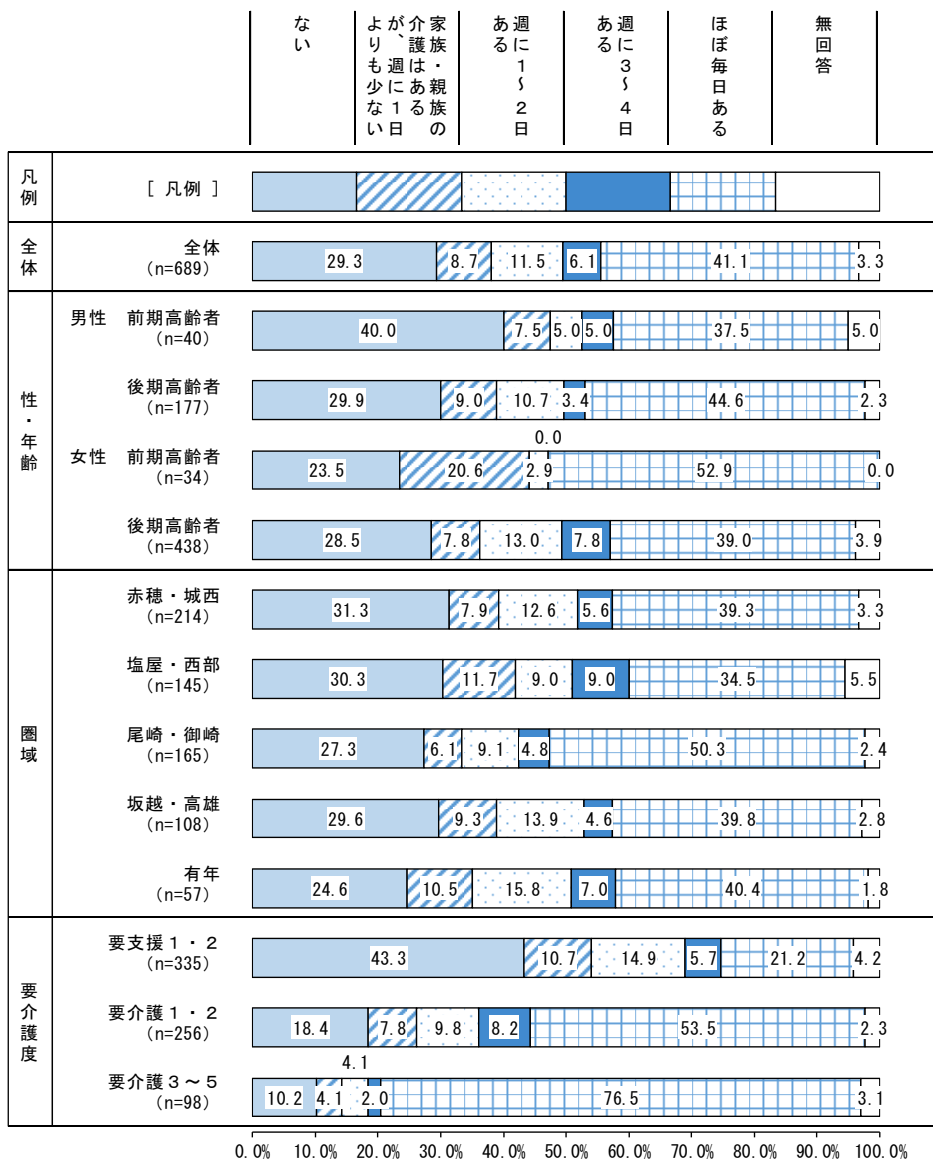 ない
家族・親族の
介護はある
が、週に１日
よりも少ない
週に１～２日
ある
週に３～４日
ある
ほぼ毎日ある
無回答
凡例
[ 凡例 ]
全体
全体
(n=689)
29.3 8.7 11.5 6.1 41.1 3.3
性・年齢
男性 前期高齢者
(n=40)
40.0 7.5 5.0 5.0 37.5 5.0
後期高齢者
(n=177)
29.9 9.0 10.7 3.4 44.6 2.3
0.0
女性 前期高齢者
(n=34)
23.5 20.6 2.9 52.9 0.0
後期高齢者
(n=438)
28.5 7.8 13.0 7.8 39.0 3.9
圏域
赤穂・城西
(n=214)
31.3 7.9 12.6 5.6 39.3 3.3
塩屋・西部
(n=145)
30.3 11.7 9.0 9.0 34.5 5.5
尾崎・御崎
(n=165)
27.3 6.1 9.1 4.8 50.3 2.4
坂越・高雄
(n=108)
29.6 9.3 13.9 4.6 39.8 2.8
有年
(n=57)
24.6 10.5 15.8 7.0 40.4 1.8
要介護度
要支援１・２
(n=335)
43.3 10.7 14.9 5.7 21.2 4.2
要介護１・２
(n=256)
18.4 7.8 9.8 8.2 53.5 2.3
4.1
要介護３～５
(n=98)
10.2 4.1 2.0 76.5 3.1
0.0% 10.0% 20.0% 30.0% 40.0% 50.0% 60.0% 70.0% 80.0% 90.0% 100.0%